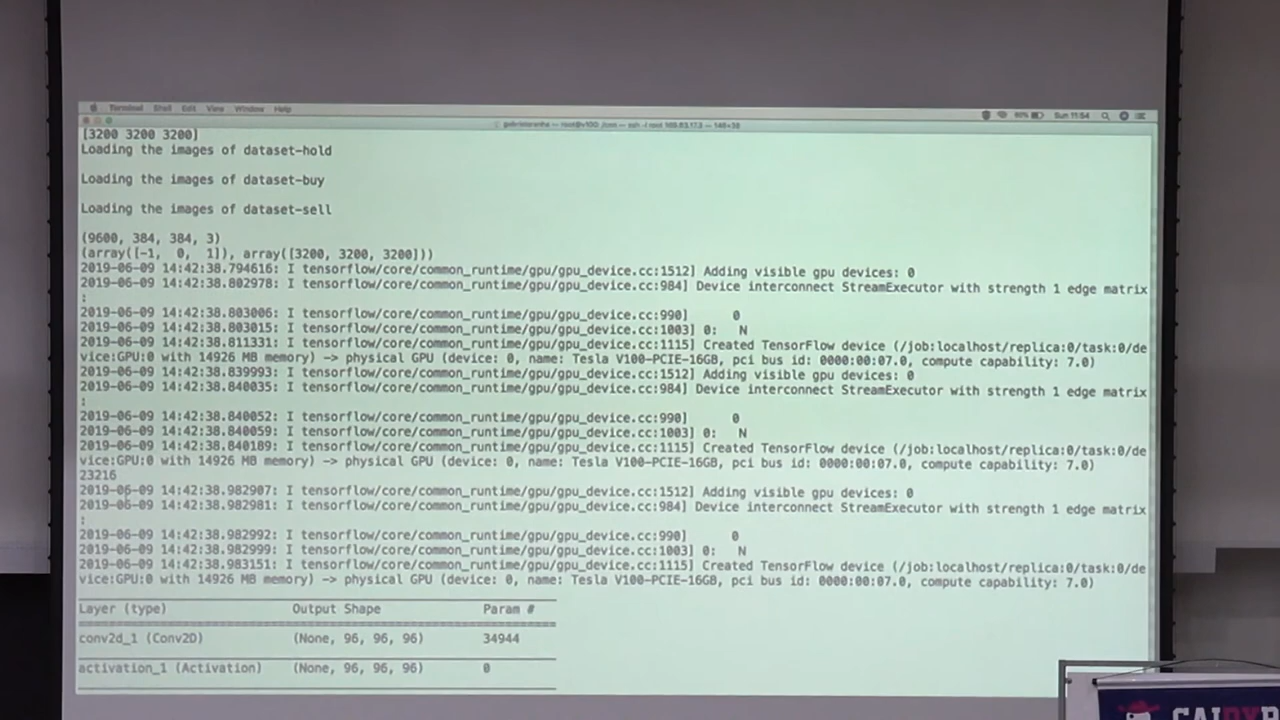 Terminal Shell Edit View Window Help
Sun 11:54
[3200 3200 3200]
Loading the images of dataset-hold
Loading the images of dataset-buy
Loading the images of dataset-sell
(9600, 384, 384, 3)
(array([-1, 0, 1]), array([3200, 3200, 3200]))
2019-06-09 14:42:38.794616: I tensorflow/core/common_runtime/gpu/gpu_device.cc:1512] Adding visible gpu devices: 0
2019-06-09 14:42:38.802978: I tensorflow/core/common_runtime/gpu/gpu_device.cc:984] Device interconnect StreamExecutor with strength 1 edge matrix
:
2019-06-09 14:42:38.803006: I tensorflow/core/common_runtime/gpu/gpu_device.cc:990] 0
2019-06-09 14:42:38.803015: I tensorflow/core/common_runtime/gpu/gpu_device.cc:1003] 0: N
2019-06-09 14:42:38.811331: I tensorflow/core/common_runtime/gpu/gpu_device.cc:1115] Created TensorFlow device (/job:localhost/replica:0/task:0/de
vice:GPU:0 with 14926 MB memory) -> physical GPU (device: 0, name: Tesla V100-PCIE-16GB, pci bus id: 0000:00:07.0, compute capability: 7.0)
2019-06-09 14:42:38.839993: I tensorflow/core/common_runtime/gpu/gpu_device.cc:1512] Adding visible gpu devices: 0
2019-06-09 14:42:38.840035: I tensorflow/core/common_runtime/gpu/gpu_device.cc:984] Device interconnect StreamExecutor with strength 1 edge matrix
:
2019-06-09 14:42:38.840052: I tensorflow/core/common_runtime/gpu/gpu_device.cc:990] 0
2019-06-09 14:42:38.840059: I tensorflow/core/common_runtime/gpu/gpu_device.cc:1003] 0: N
2019-06-09 14:42:38.840189: I tensorflow/core/common_runtime/gpu/gpu_device.cc:1115] Created TensorFlow device (/job:localhost/replica:0/task:0/de
vice:GPU:0 with 14926 MB memory) -> physical GPU (device: 0, name: Tesla V100-PCIE-16GB, pci bus id: 0000:00:07.0, compute capability: 7.0)
23216
2019-06-09 14:42:38.982907: I tensorflow/core/common_runtime/gpu/gpu_device.cc:1512] Adding visible gpu devices: 0
2019-06-09 14:42:38.982981: I tensorflow/core/common_runtime/gpu/gpu_device.cc:984] Device interconnect StreamExecutor with strength 1 edge matrix
:
2019-06-09 14:42:38.982992: I tensorflow/core/common_runtime/gpu/gpu_device.cc:990] 0
2019-06-09 14:42:38.982999: I tensorflow/core/common_runtime/gpu/gpu_device.cc:1003] 0: N
2019-06-09 14:42:38.983151: I tensorflow/core/common_runtime/gpu/gpu_device.cc:1115] Created TensorFlow device (/job:localhost/replica:0/task:0/de
vice:GPU:0 with 14926 MB memory) -> physical GPU (device: 0, name: Tesla V100-PCIE-16GB, pci bus id: 0000:00:07.0, compute capability: 7.0)
Layer (type) Output Shape Param #
conv2d_1 (Conv2D) (None, 96, 96, 96) 34944
activation_1 (Activation) (None, 96, 96, 96) 0